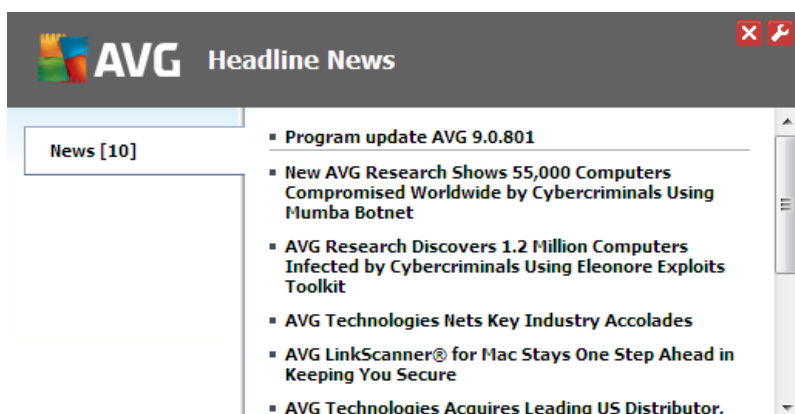 AVG Headline News
News [10]
Program update AVG 9.0.801
New AVG Research Shows 55,000 Computers
Compromised Worldwide by Cybercriminals Using
Mumba Botnet
AVG Research Discovers 1.2 Million Computers
Infected by Cybercriminals Using Eleonore Exploits
Toolkit
AVG Technologies Nets Key Industry Accolades
AVG LinkScanner® for Mac Stays One Step Ahead in
Keeping You Secure
AVG Technologies Acquires Leading US Distributor,